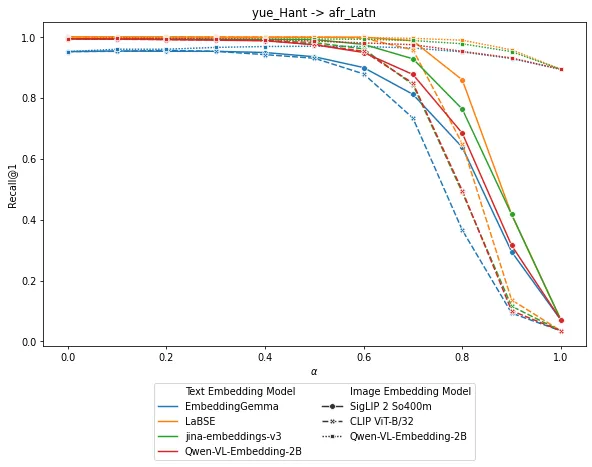 yue_Hant -> afr_Latn
1.0
0.8
0.6
0.4
0.2
0.0
Recall@1
0.0 0.2 0.4 0.6 0.8 1.0
α
Text Embedding Model Image Embedding Model
EmbeddingGemma SigLIP 2 So400m
LaBSE CLIP ViT-B/32
jina-embeddings-v3 Qwen-VL-Embedding-2B
Qwen-VL-Embedding-2B